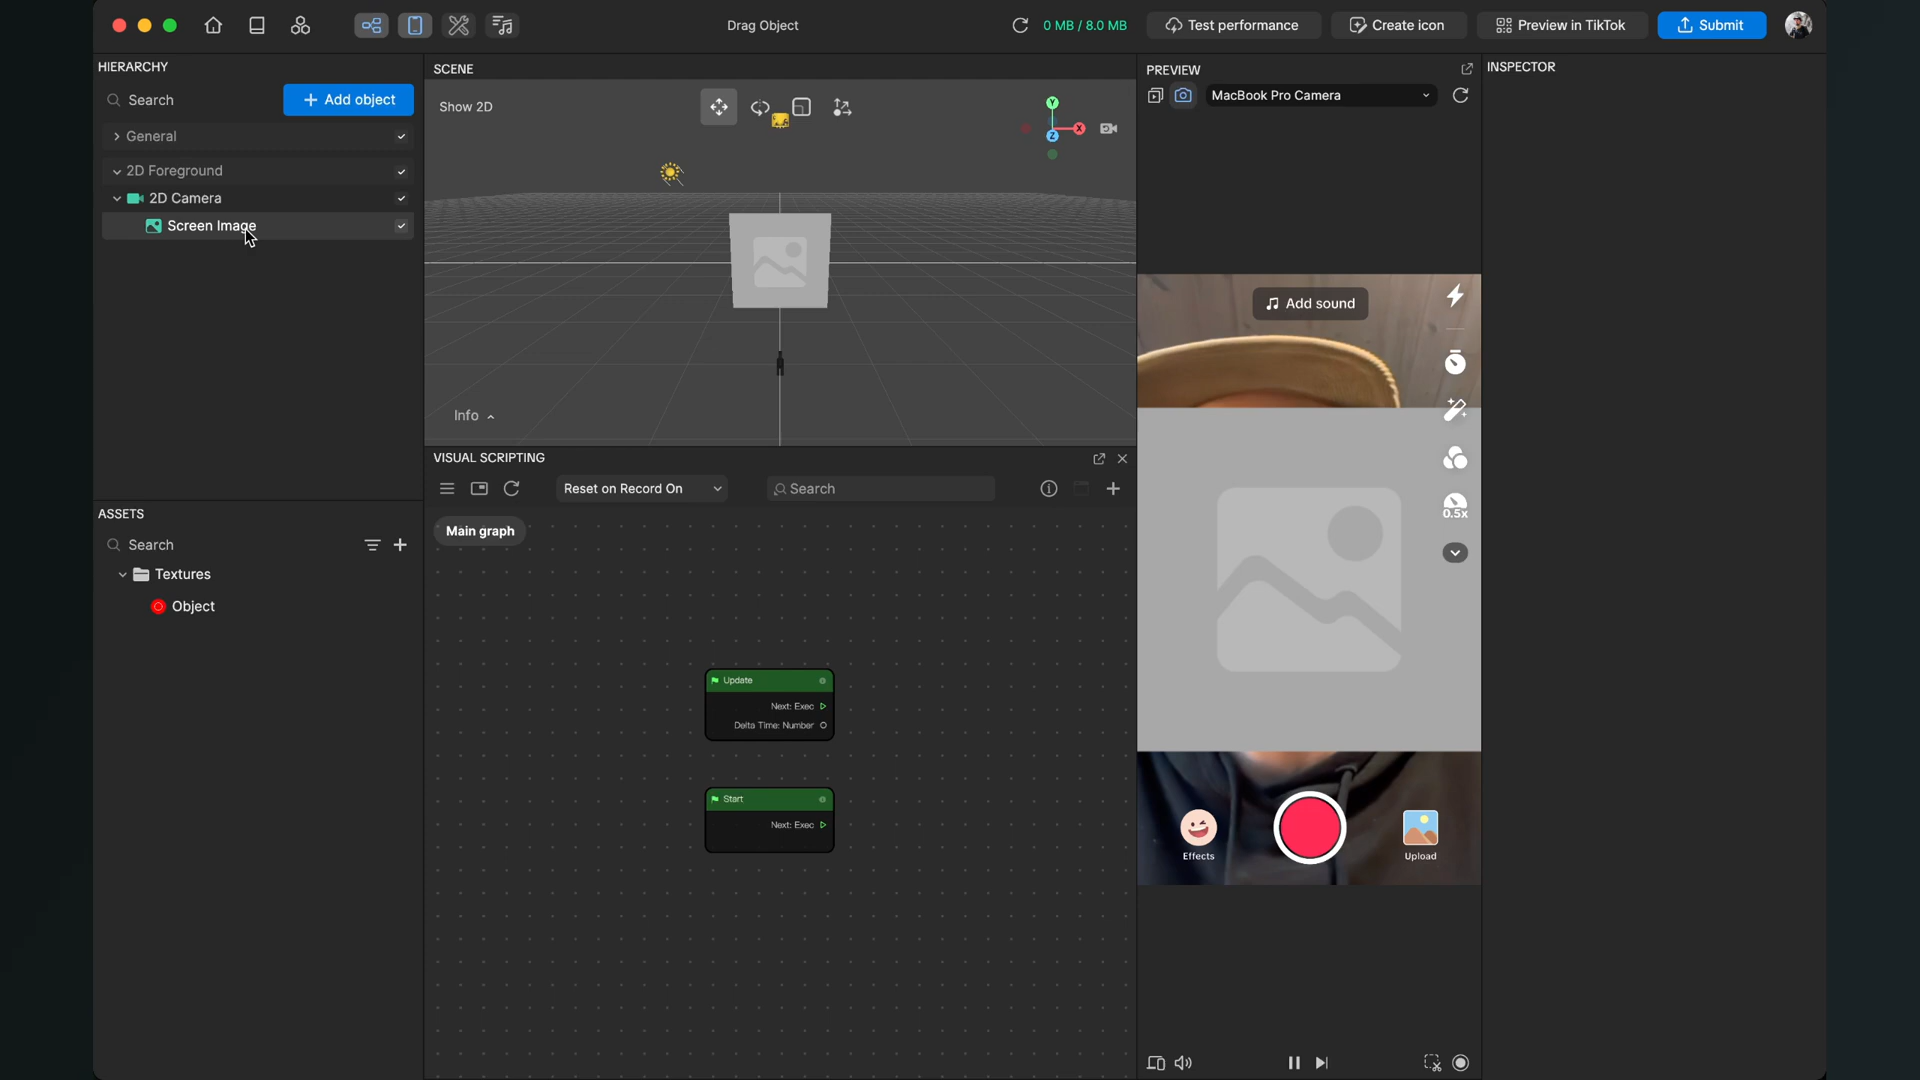 Drag Object
0 MB / 8.0 MB
Test performance
Create icon
Preview in TikTok
Submit
HIERARCHY
Search
Add object
General
2D Foreground
2D Camera
Screen Image
SCENE
Show 2D
Y
X
Z
Info
VISUAL SCRIPTING
Reset on Record On
Search
Main graph
Update
Next: Exec
Delta Time: Number
Start
Next: Exec
ASSETS
Search
Textures
Object
PREVIEW
MacBook Pro Camera
Add sound
0.5x
Effects
Upload
INSPECTOR